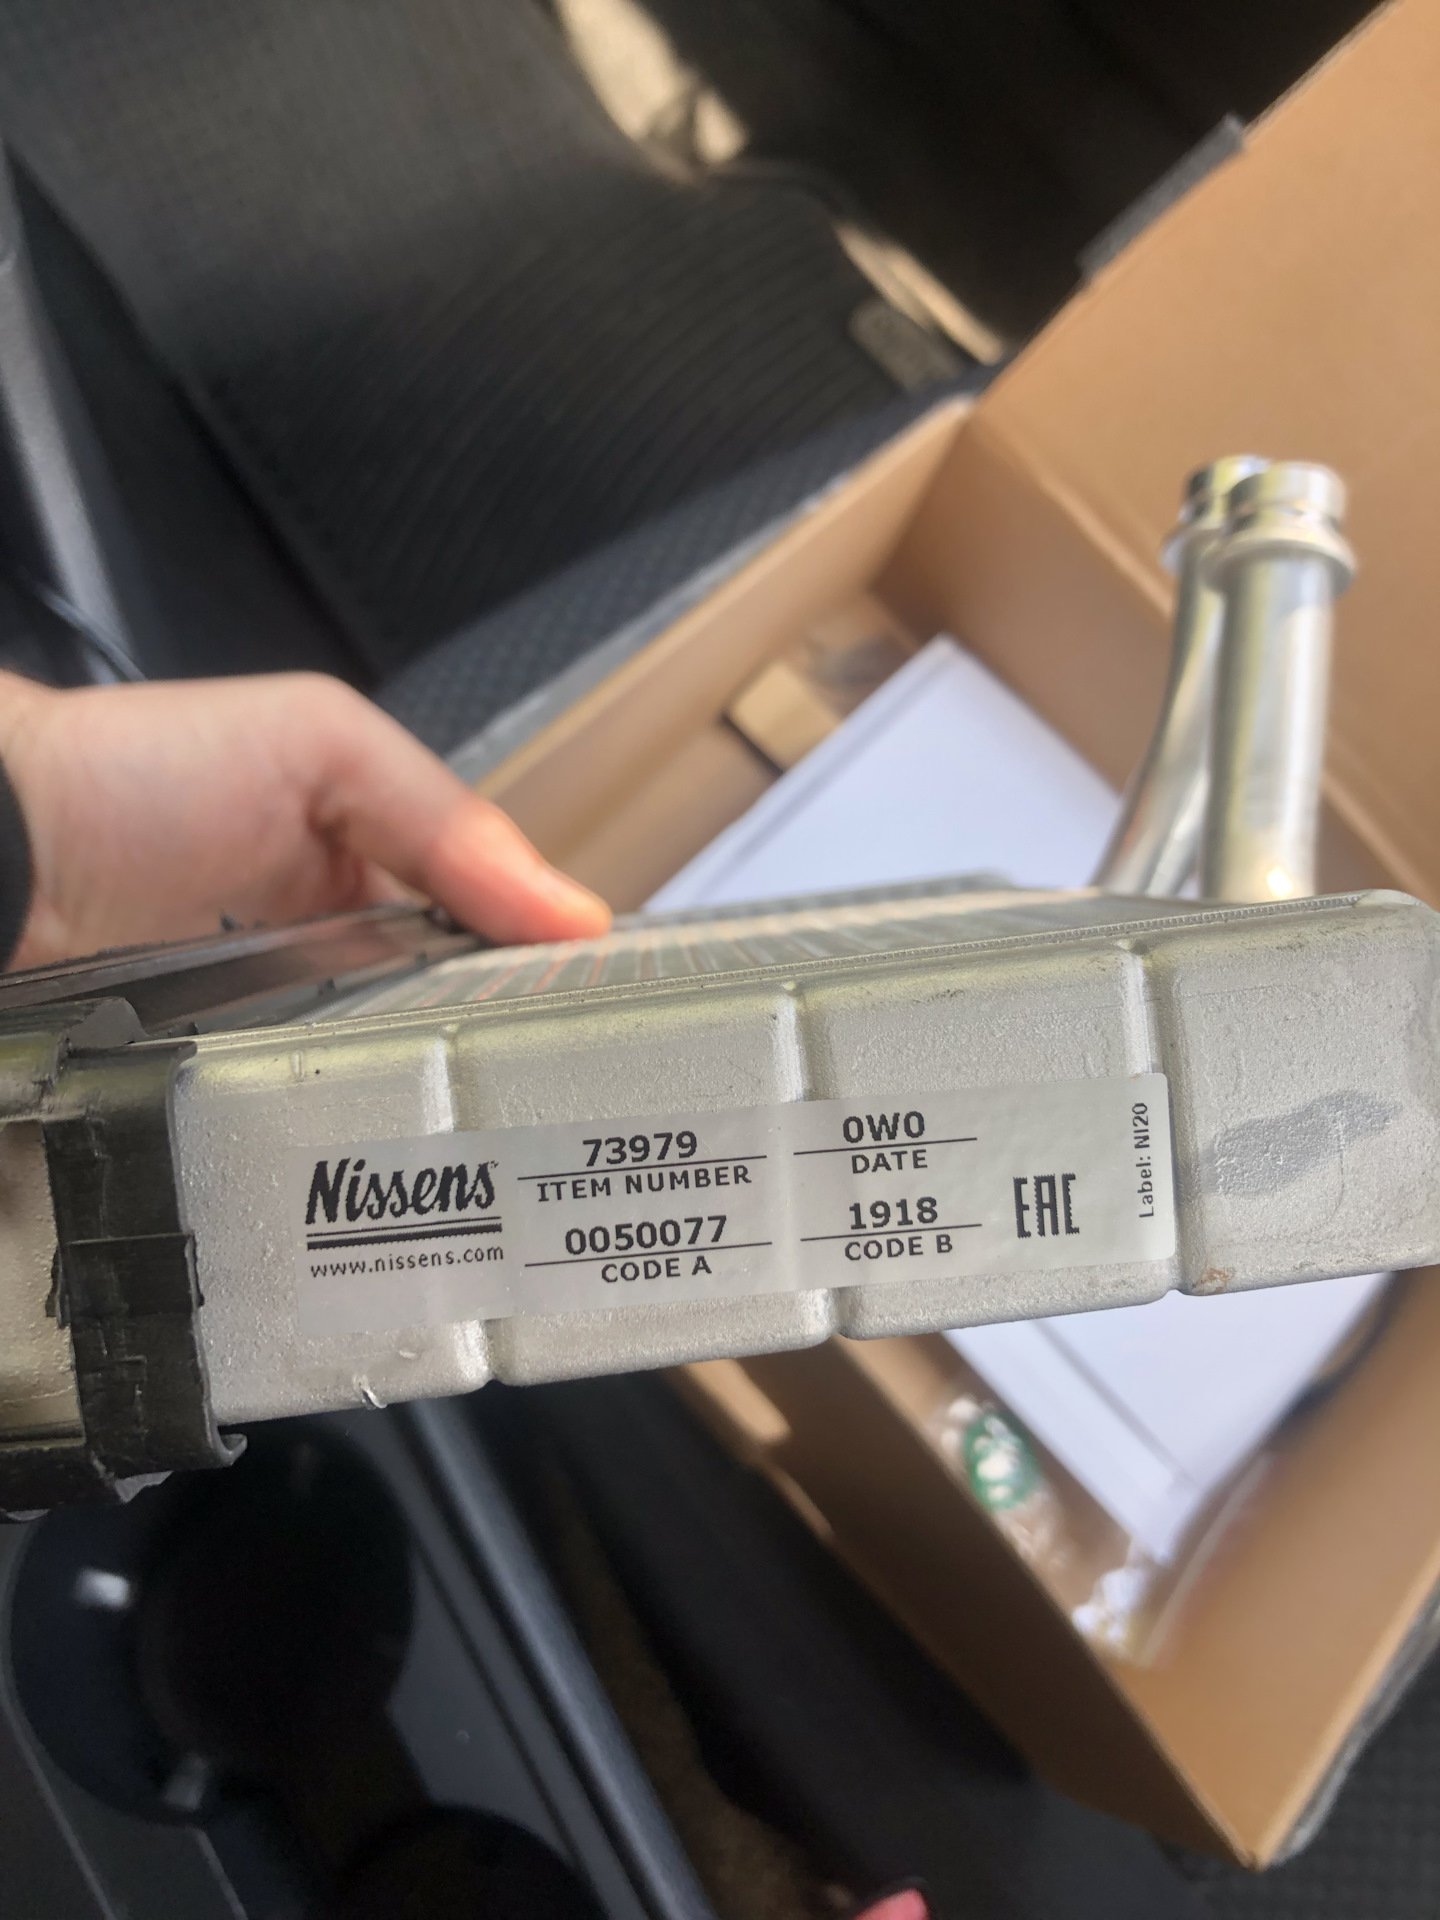 Nissens
www.nissens.com
73979
ITEM NUMBER
0050077
CODE A
0W0
DATE
1918
CODE B
EAC
Label: NI20